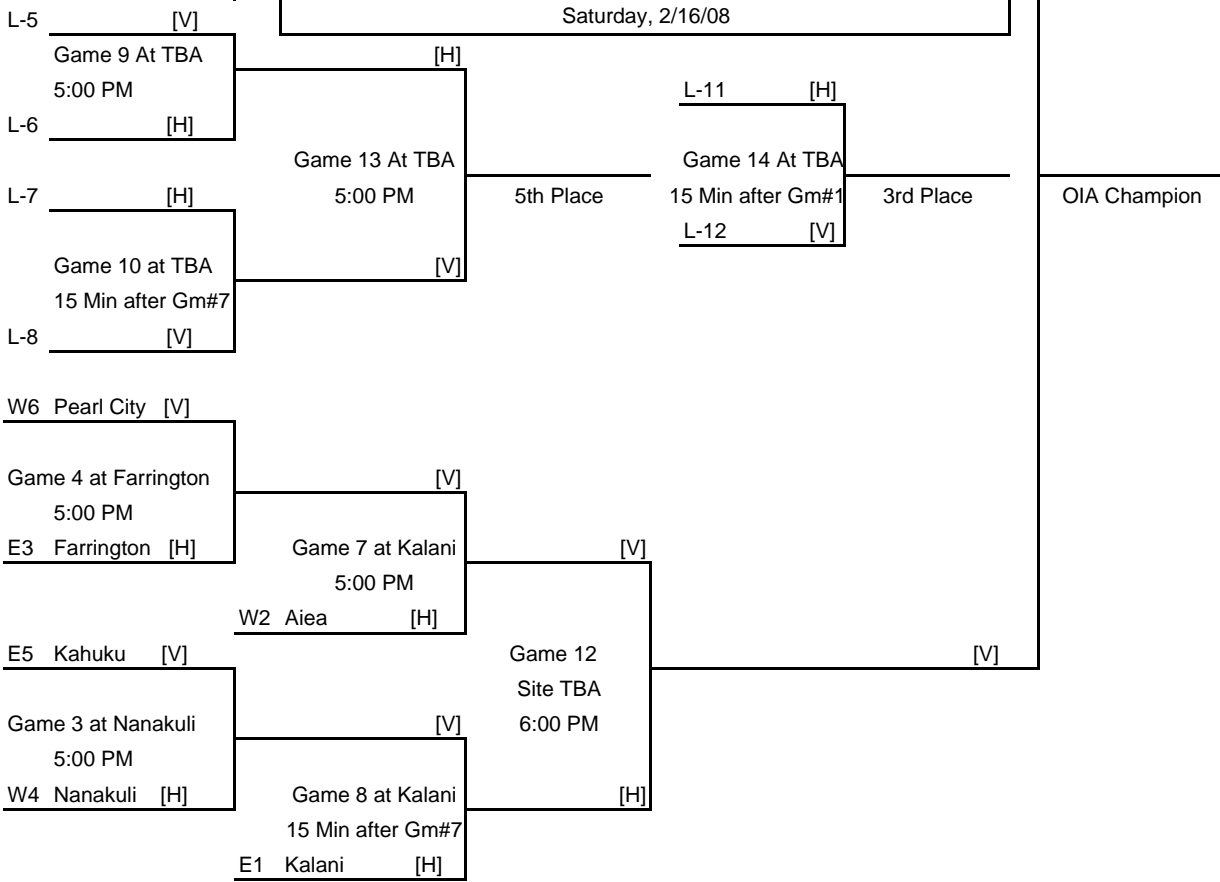 L-5 [V] Saturday, 2/16/08
Game 9 At TBA [H]
5:00 PM L-11 [H]
L-6 [H]
Game 13 At TBA Game 14 At TBA
L-7 [H] 5:00 PM 5th Place 15 Min after Gm#1 3rd Place OIA Champion
L-12 [V]
Game 10 at TBA [V]
15 Min after Gm#7
L-8 [V]
W6 Pearl City [V]
Game 4 at Farrington [V]
5:00 PM
E3 Farrington [H] Game 7 at Kalani [V]
5:00 PM
W2 Aiea [H]
E5 Kahuku [V] Game 12 [V]
Site TBA
Game 3 at Nanakuli [V] 6:00 PM
5:00 PM
W4 Nanakuli [H] Game 8 at Kalani [H]
15 Min after Gm#7
E1 Kalani [H]